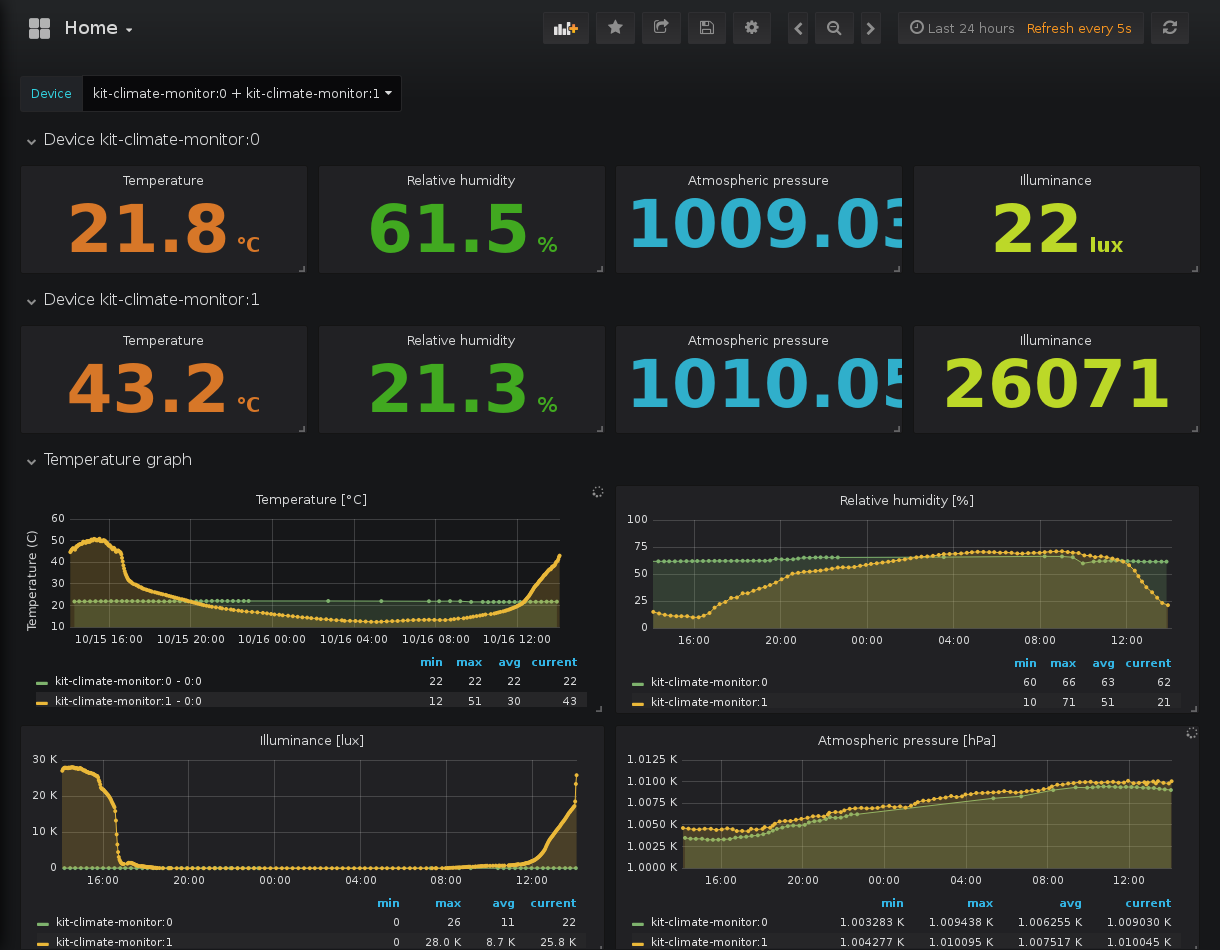 Home
Last 24 hours Refresh every 5s
Device kit-climate-monitor:0 + kit-climate-monitor:1
Device kit-climate-monitor:0
Temperature Relative humidity Atmospheric pressure Illuminance
21.8 °C 61.5 % 1009.03 22 lux
Device kit-climate-monitor:1
Temperature Relative humidity Atmospheric pressure Illuminance
43.2 °C 21.3 % 1010.05 26071
Temperature graph
Temperature [°C]
Temperature (C)
60
50
40
30
20
10
10/15 16:00 10/15 20:00 10/16 00:00 10/16 04:00 10/16 08:00 10/16 12:00
min max avg current
kit-climate-monitor:0 - 0:0 22 22 22 22
kit-climate-monitor:1 - 0:0 12 51 30 43
Relative humidity [%]
100
75
50
25
0
16:00 20:00 00:00 04:00 08:00 12:00
min max avg current
kit-climate-monitor:0 60 66 63 62
kit-climate-monitor:1 10 71 51 21
Illuminance [lux]
30 K
20 K
10 K
0
16:00 20:00 00:00 04:00 08:00 12:00
min max avg current
kit-climate-monitor:0 0 26 11 22
kit-climate-monitor:1 0 28.0 K 8.7 K 25.8 K
Atmospheric pressure [hPa]
1.0125 K
1.0100 K
1.0075 K
1.0050 K
1.0025 K
1.0000 K
16:00 20:00 00:00 04:00 08:00 12:00
min max avg current
kit-climate-monitor:0 1.003283 K 1.009438 K 1.006255 K 1.009030 K
kit-climate-monitor:1 1.004277 K 1.010095 K 1.007517 K 1.010045 K